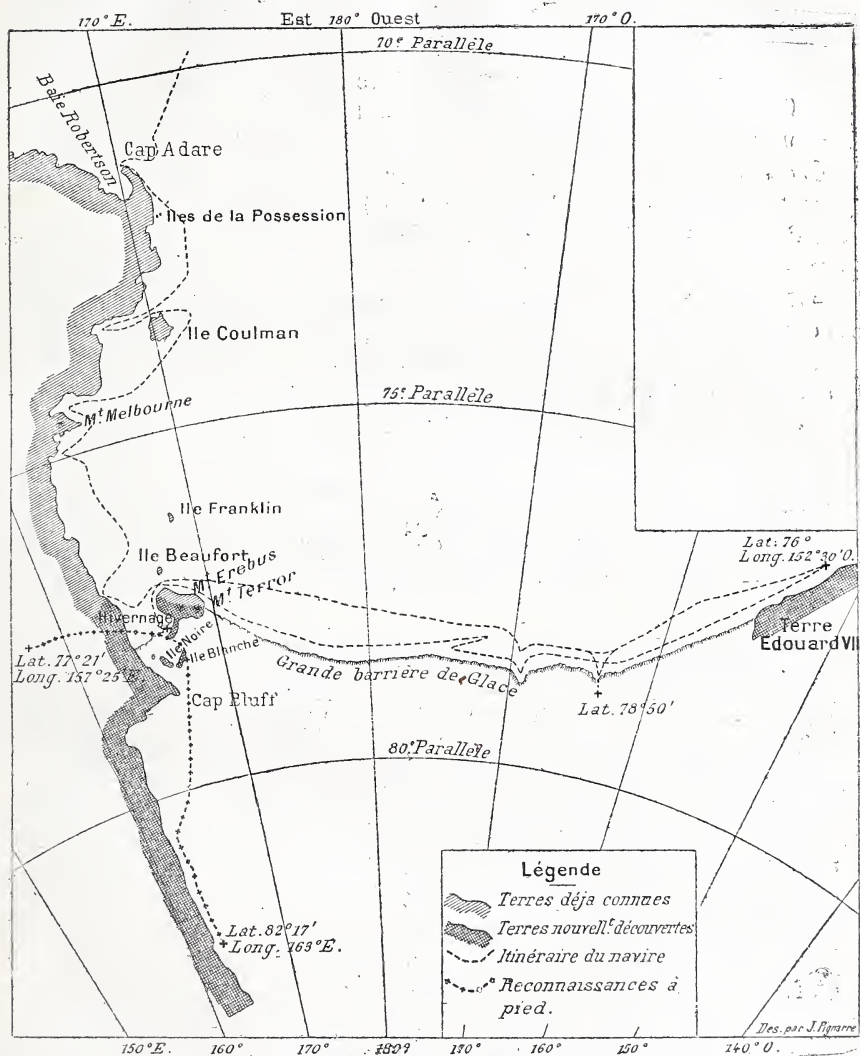 170° E.
Est 180° Ouest
170° O.
70e Parallèle
Baie Robertson
Cap Adare
Iles de la Possession
Ile Coulman
75e Parallèle
Mt Melbourne
Ile Franklin
Lat. 76°
Long. 152°30' O.
Ile Beaufort
Mt Erebus
Mt Terror
Hivernage
Ile Noire
Ile Blanche
Terre
Edouard VII
Lat. 77°21'
Long. 157°25' E.
Grande barrière de Glace
Cap Bluff
Lat. 78°50'
80e Parallèle
Légende
Terres déja connues
Terres nouvellt découvertes
Itinéraire du navire
Reconnaissances à
pied.
Lat. 82°17'
Long. 163° E.
Des. par J. Pignarre
150° E.
160°
170°
180°
170°
160°
150°
140° O.